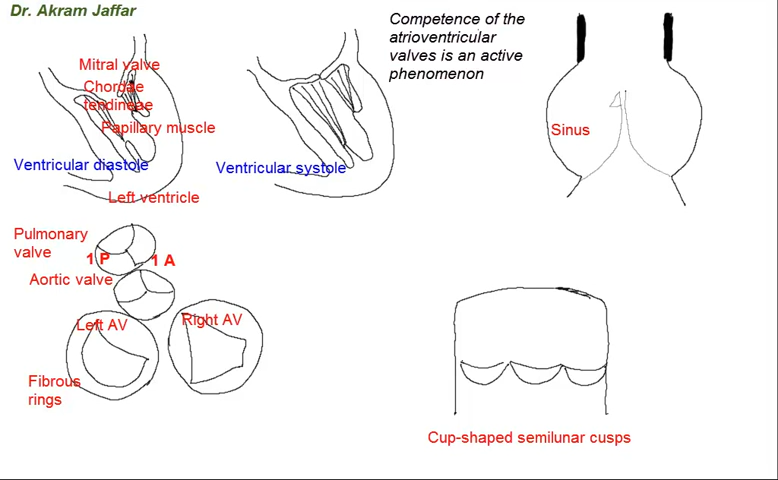 Dr. Akram Jaffar
Competence of the
atrioventricular
valves is an active
phenomenon
Mitral valve
Chordae
tendineae
Papillary muscle
Ventricular diastole
Left ventricle
Ventricular systole
Sinus
Pulmonary
valve
1 P
1 A
Aortic valve
Left AV
Right AV
Fibrous
rings
Cup-shaped semilunar cusps